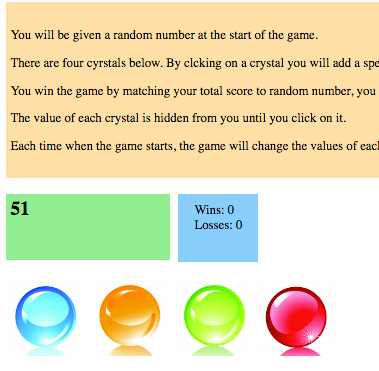 You will be given a random number at the start of the game.
There are four cyrstals below. By clcking on a crystal you will add a spe
You win the game by matching your total score to random number, you
The value of each crystal is hidden from you until you click on it.
Each time when the game starts, the game will change the values of eac
51
Wins: 0
Losses: 0